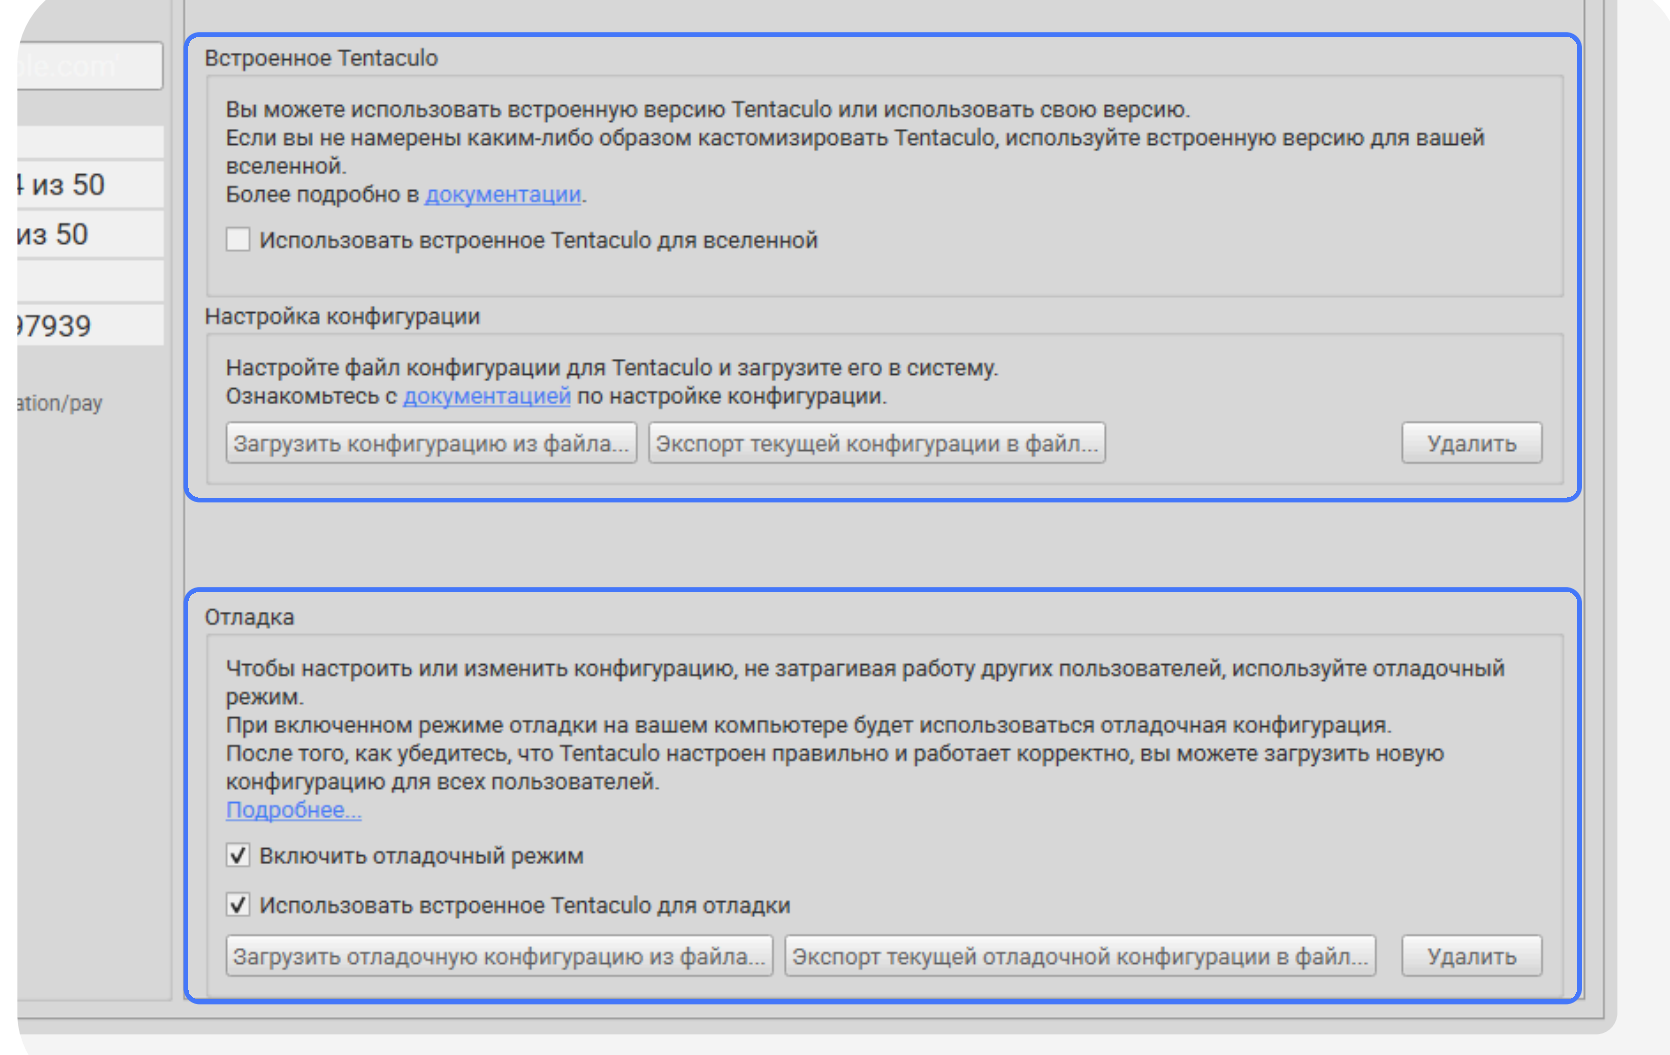 ple.com'
Встроенное Tentaculo
Вы можете использовать встроенную версию Tentaculo или использовать свою версию.
Если вы не намерены каким-либо образом кастомизировать Tentaculo, используйте встроенную версию для вашей
вселенной.
Более подробно в документации.
Использовать встроенное Tentaculo для вселенной
4 из 50
из 50
97939
ation/pay
Настройка конфигурации
Настройте файл конфигурации для Tentaculo и загрузите его в систему.
Ознакомьтесь с документацией по настройке конфигурации.
Загрузить конфигурацию из файла...
Экспорт текущей конфигурации в файл...
Удалить
Отладка
Чтобы настроить или изменить конфигурацию, не затрагивая работу других пользователей, используйте отладочный
режим.
При включенном режиме отладки на вашем компьютере будет использоваться отладочная конфигурация.
После того, как убедитесь, что Tentaculo настроен правильно и работает корректно, вы можете загрузить новую
конфигурацию для всех пользователей.
Подробнее...
Включить отладочный режим
Использовать встроенное Tentaculo для отладки
Загрузить отладочную конфигурацию из файла...
Экспорт текущей отладочной конфигурации в файл...
Удалить